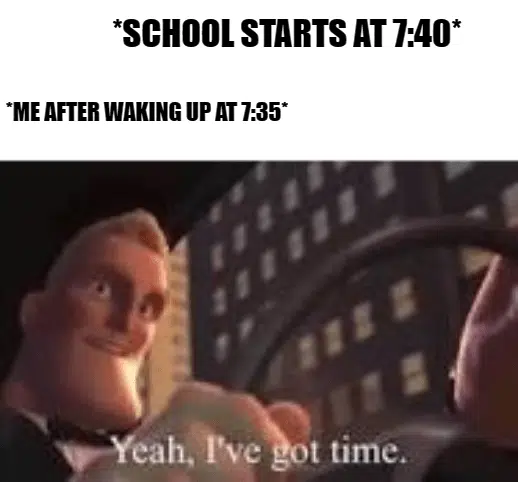 *SCHOOL STARTS AT 7:40*
*ME AFTER WAKING UP AT 7:35*
Yeah, I've got time.